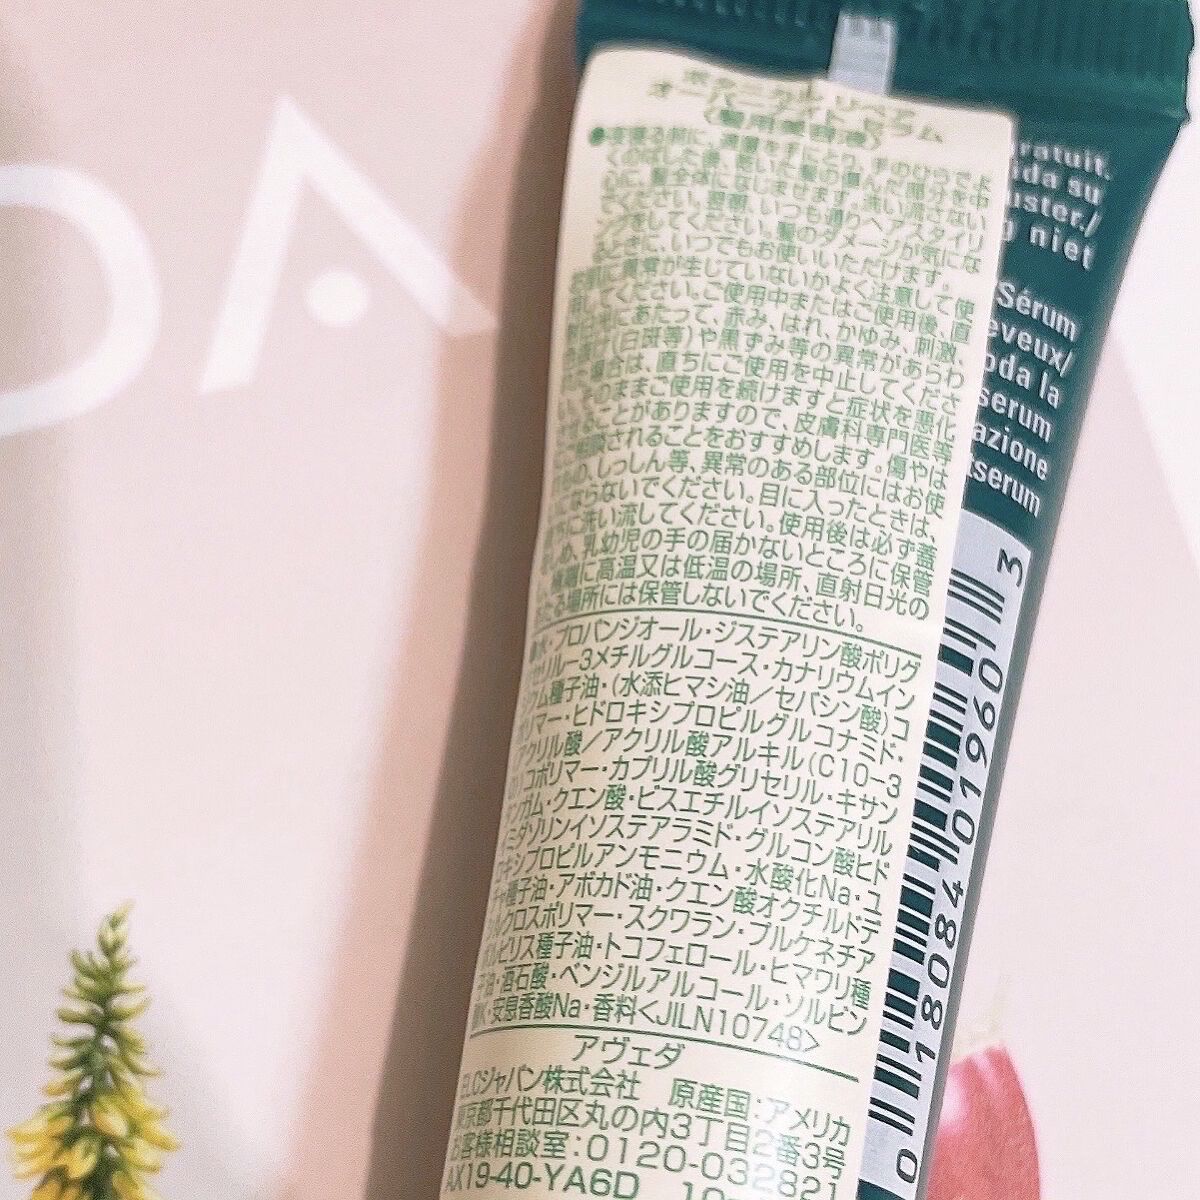 DA
ボタニカル リペア
オーバーナイト セラム
(髪用美容液)
●夜寝る前に、適量を手にとり、手のひらでよ
くのばした後、乾いた髪の傷んだ部分を中
心に、髪全体になじませます。洗い流さない
でください。翌朝、いつも通りヘアスタイリ
ングをしてください。髪のダメージが気にな
るときに、いつでもお使いいただけます。
に異常が生じていないかよく注意して使
用してください。ご使用中またはご使用後、直
射日光にあたって、赤み、はれ、かゆみ、刺激、
色抜け(白斑等)や黒ずみ等の異常があらわ
れた場合は、直ちにご使用を中止してくださ
い。そのままご使用を続けますと症状を悪化
させることがありますので、皮膚科専門医等
に相談されることをおすすめします。傷やは
れもの、しっしん等、異常のある部位にはお使
いにならないでください。目に入ったときは、
直ちに洗い流してください。使用後は必ず蓋
をしめ、乳幼児の手の届かないところに保管
極端に高温又は低温の場所、直射日光の
あたる場所には保管しないでください。
水・プロパンジオール・ジステアリン酸ポリグ
リセリル-3メチルグルコース・カナリウムイン
ジクム種子油・(水添ヒマシ油/セバシン酸)コ
ポリマー・ヒドロキシプロピルグルコナミド・
アクリル酸/アクリル酸アルキル(C10-3
0))コポリマー・カプリル酸グリセリル・キサン
タンガム・クエン酸・ビスエチルイソステアリル
イミダゾリンイソステアラミド・グルコン酸ヒド
ロキシプロピルアンモニウム・水酸化Na・ユ
チャ種子油・アボカド油・クエン酸オクチルドデ
シルクロスポリマー・スクワラン・プルケネチア
ボルビリス種子油・トコフェロール・ヒマワリ種
子油・酒石酸・ベンジルアルコール・ソルビン
酸K・安息香酸Na・香料<JILN10748>
アヴェダ
ELCジャパン株式会社 原産国:アメリカ
東京都千代田区丸の内3丁目2番3号
お客様相談室:0120-032821
AX19-40-YA6D
ratuit.
da su
uster./
niet
Sérum
eveux/
oda la
serum
azione
tserum
0 18084 01960 3